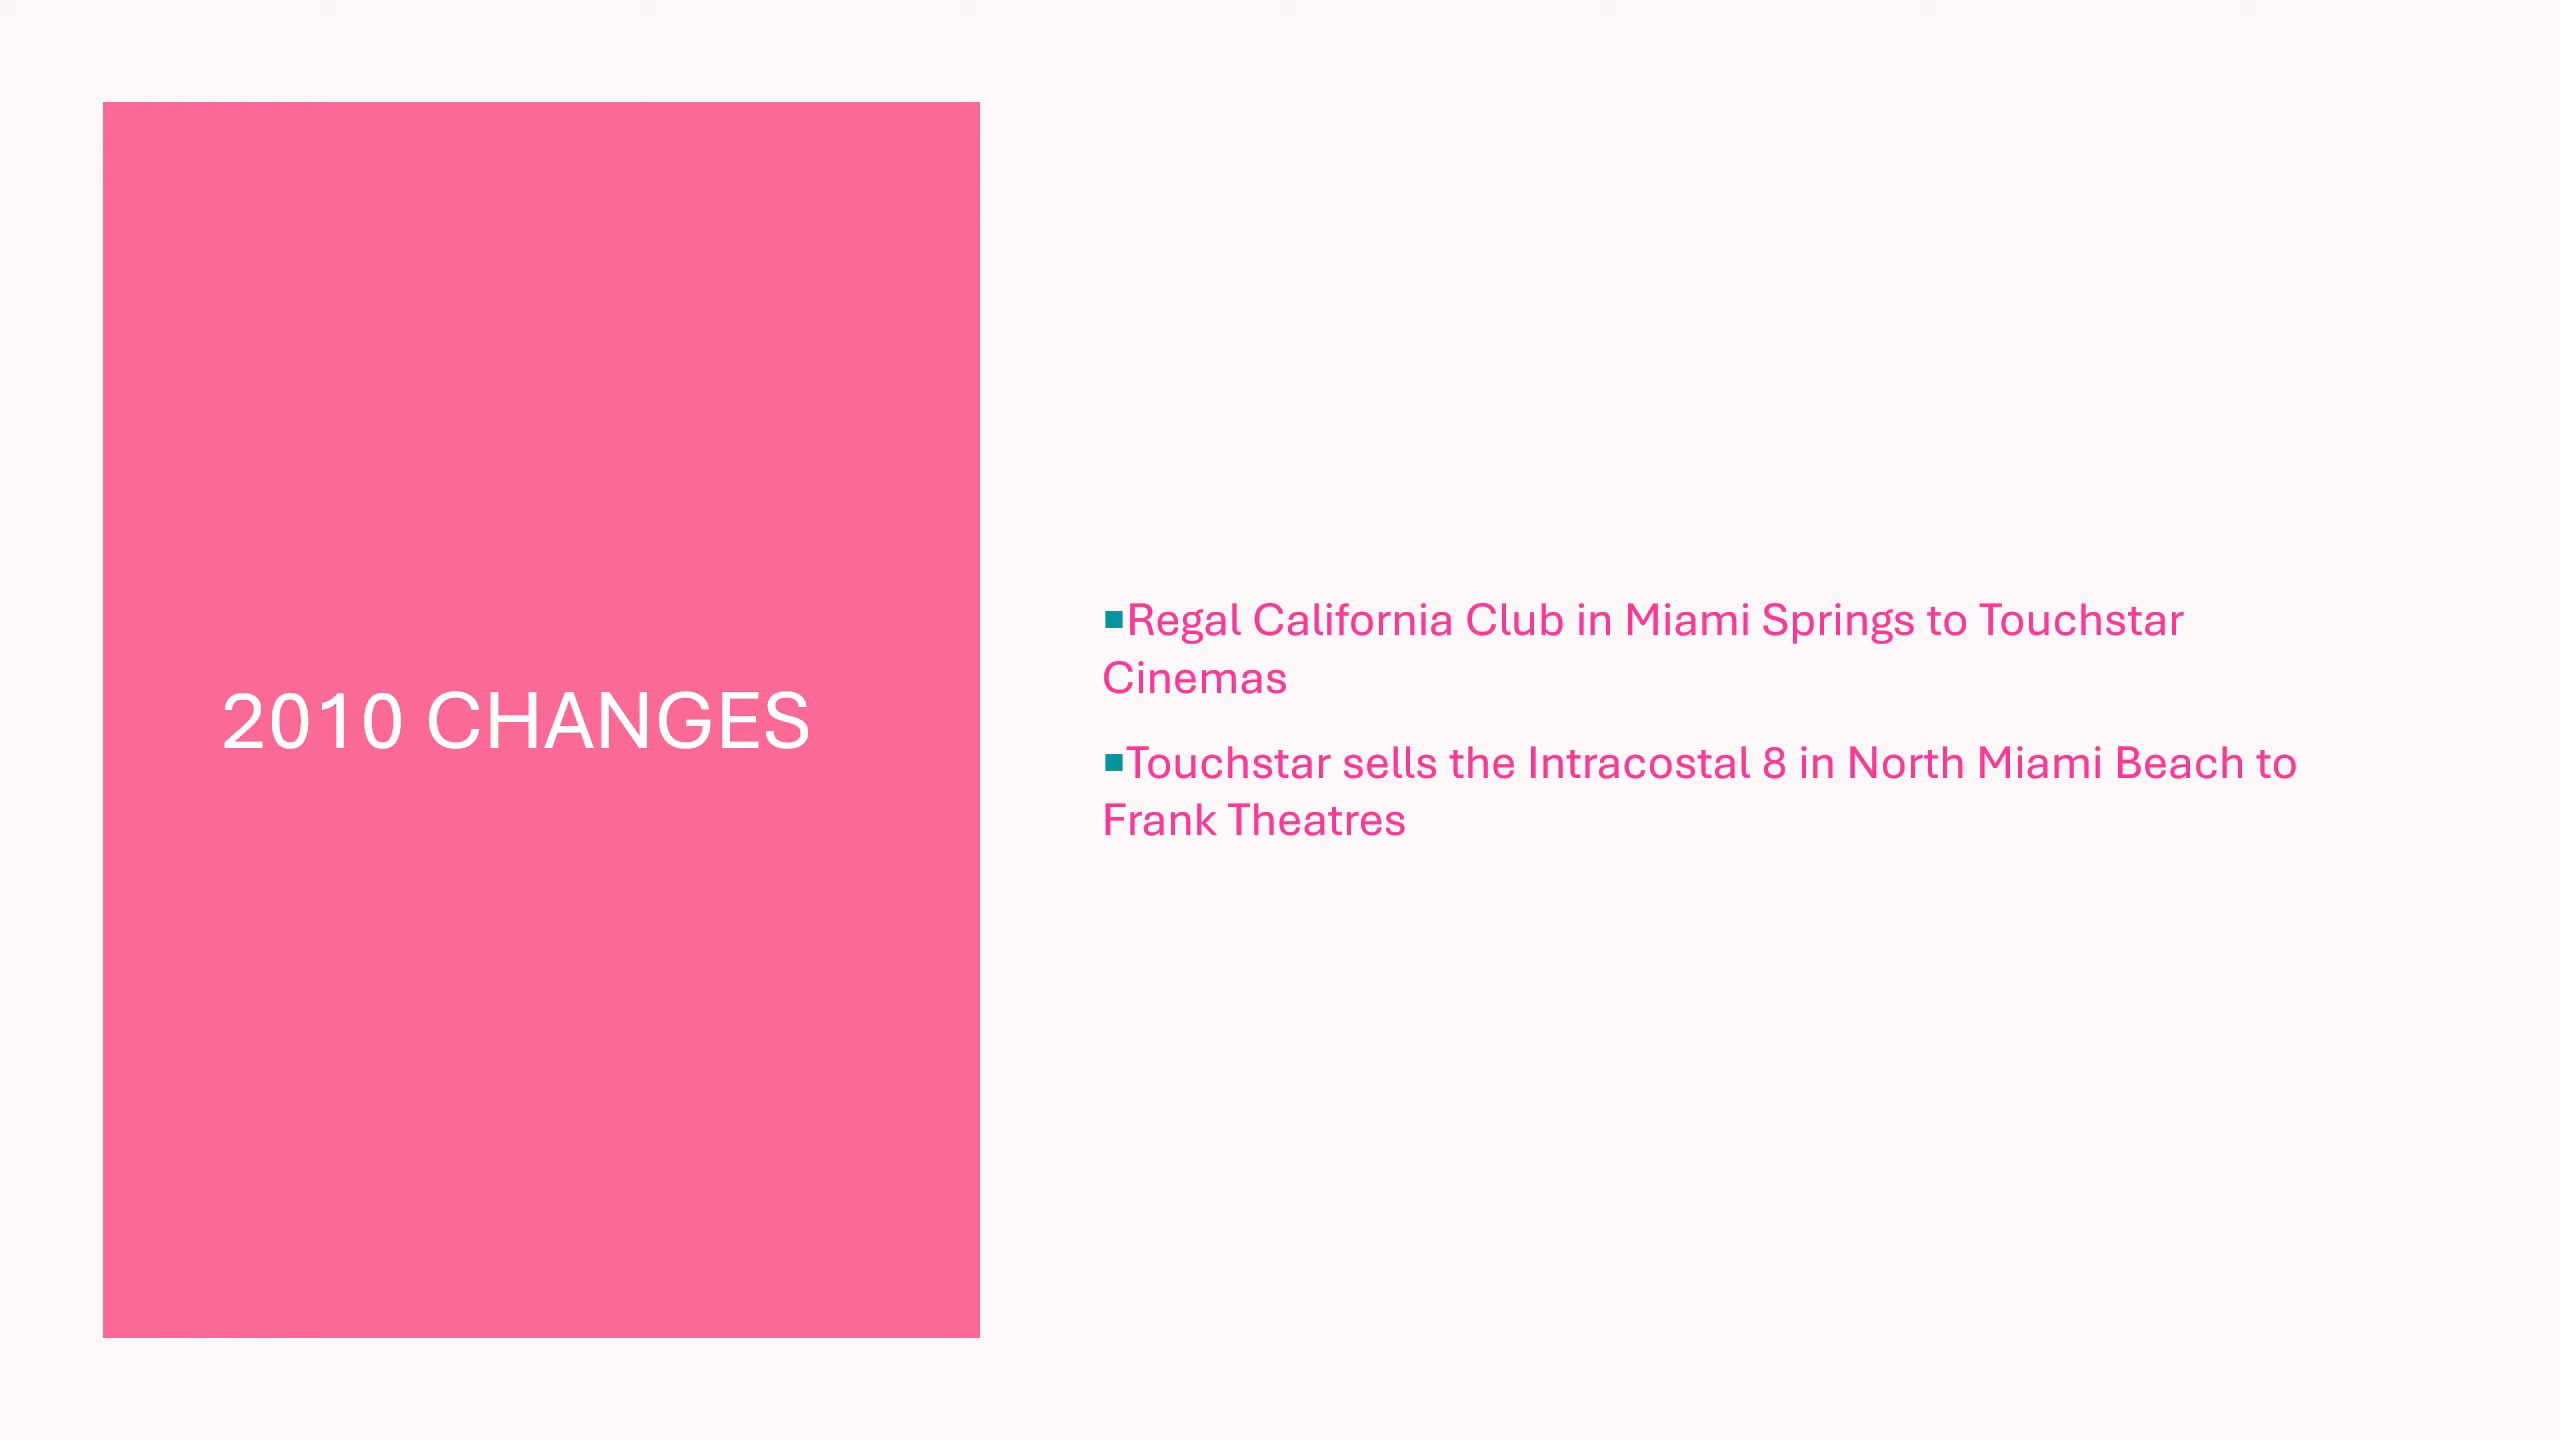 2010 CHANGES
▪Regal California Club in Miami Springs to Touchstar
Cinemas
▪Touchstar sells the Intracostal 8 in North Miami Beach to
Frank Theatres